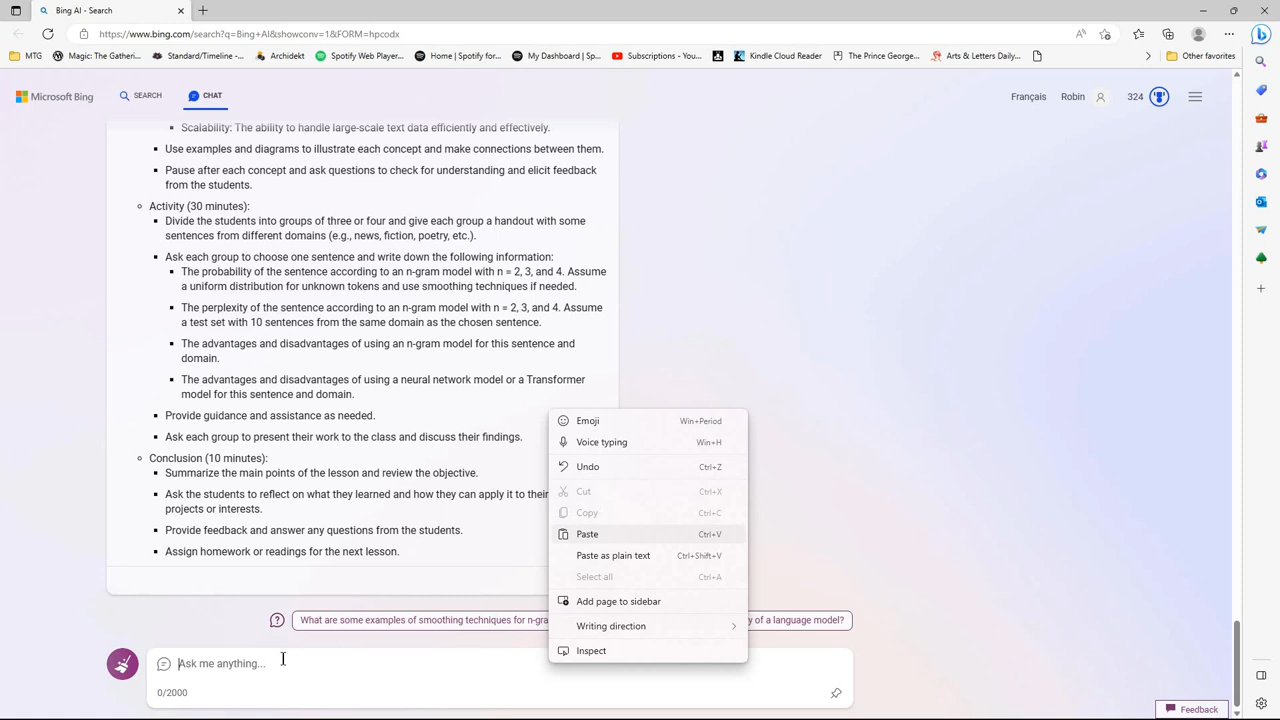 Bing AI - Search
https://www.bing.com/search?q=Bing+AI&showconv=1&FORM=hpcodx
MTG
Magic: The Gatheri...
Standard/Timeline -...
Archidekt
Spotify Web Player...
Home | Spotify for...
My Dashboard | Sp...
Subscriptions - You...
Kindle Cloud Reader
The Prince George...
Arts & Letters Daily...
Other favorites
Microsoft Bing
SEARCH
CHAT
Français
Robin
324
Scalability: The ability to handle large-scale text data efficiently and effectively.
Use examples and diagrams to illustrate each concept and make connections between them.
Pause after each concept and ask questions to check for understanding and elicit feedback
from the students.
Activity (30 minutes):
Divide the students into groups of three or four and give each group a handout with some
sentences from different domains (e.g., news, fiction, poetry, etc.).
Ask each group to choose one sentence and write down the following information:
The probability of the sentence according to an n-gram model with n = 2, 3, and 4. Assume
a uniform distribution for unknown tokens and use smoothing techniques if needed.
The perplexity of the sentence according to an n-gram model with n = 2, 3, and 4. Assume
a test set with 10 sentences from the same domain as the chosen sentence.
The advantages and disadvantages of using an n-gram model for this sentence and
domain.
The advantages and disadvantages of using a neural network model or a Transformer
model for this sentence and domain.
Provide guidance and assistance as needed.
Ask each group to present their work to the class and discuss their findings.
Conclusion (10 minutes):
Summarize the main points of the lesson and review the objective.
Ask the students to reflect on what they learned and how they can apply it to their
projects or interests.
Provide feedback and answer any questions from the students.
Assign homework or readings for the next lesson.
Emoji Win+Period
Voice typing Win+H
Undo Ctrl+Z
Cut Ctrl+X
Copy Ctrl+C
Paste Ctrl+V
Paste as plain text Ctrl+Shift+V
Select all Ctrl+A
Add page to sidebar
Writing direction
Inspect
What are some examples of smoothing techniques for n-gra
y of a language model?
Ask me anything...
0/2000
Feedback